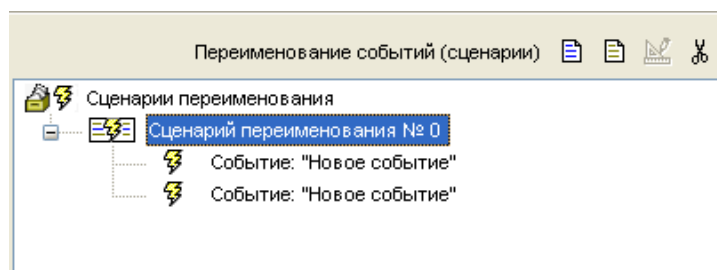 Переименование событий (сценарии)
Сценарии переименования
Сценарий переименования № 0
Событие: "Новое событие"
Событие: "Новое событие"